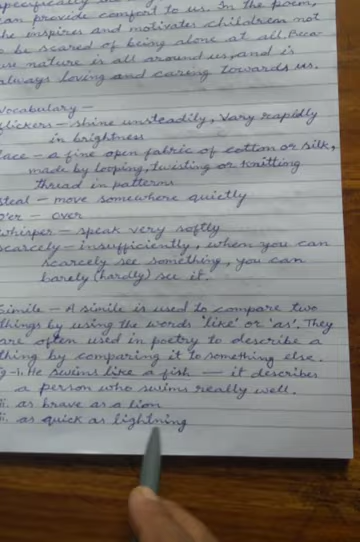 specifically
can provide comfort to us. In the poem,
he inspires and motivates children not
to be scared of being alone at all. Beca-
use nature is all around us, and is
always loving and caring towards us.
Vocabulary —
flickers — shine unsteadily, Vary rapidly
in brightness
lace — a fine open fabric of cotton or silk,
made by looping, twisting or knitting
thread in patterns
steal — move somewhere quietly
O'er — over
whisper — speak very softly
scarcely — insufficiently, when you can
scarcely see something, you can
barely (hardly) see it.
Simile — A simile is used to compare two
things by using the words 'like' or 'as'. They
are often used in poetry to describe a
thing by comparing it to something else.
Eg -i. He swims like a fish — it describes
a person who swims really well.
ii. as brave as a lion
iii. as quick as lightning